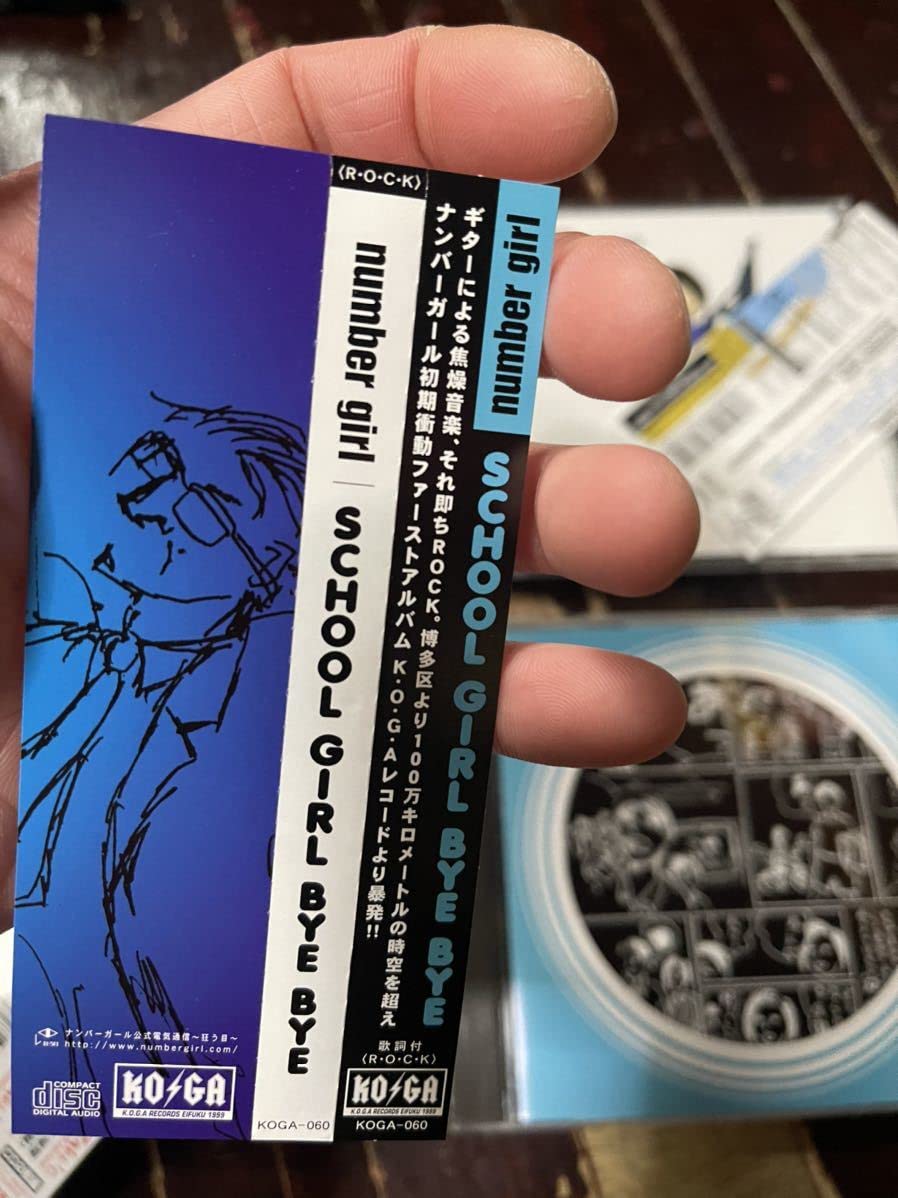 ナンバーガール公式電気通信〜狂う目〜
http://www.numbergirl.com/
COMPACT
disc
DIGITAL AUDIO
KO/GA
K.O.G.A RECORDS EIFUKU 1999
〈R・O・C・K〉
number girl | SCHOOL GIRL BYE BYE
KOGA-060
number girl
SCHOOL GIRL BYE BYE
ギターによる焦燥音楽、それ即ちROCK。博多区より100万キロメートルの時空を超え
ナンバーガール初期衝動ファーストアルバム K・O・G・Aレコードより暴発!!
歌詞付
〈R・O・C・K〉
KO/GA
K.O.G.A RECORDS EIFUKU 1999
KOGA-060